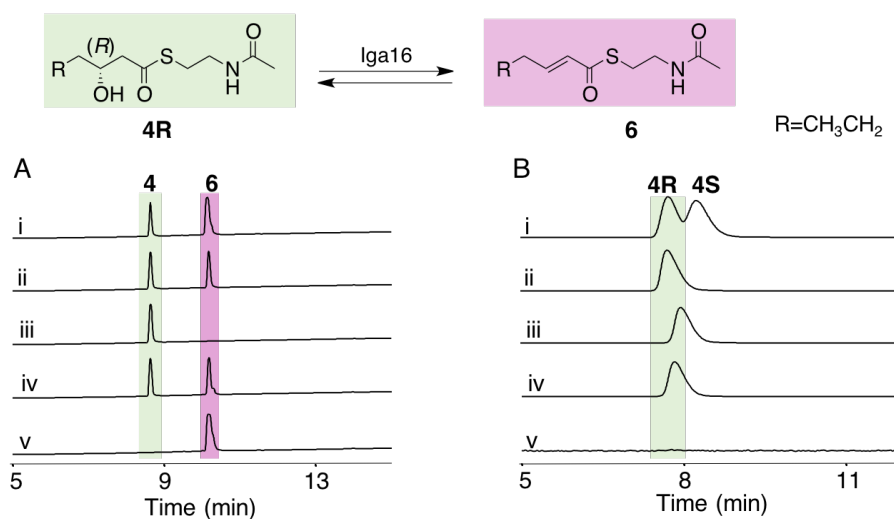 (R)
R
OH
O
S
N
H
O
4R
Iga16
R
O
S
N
H
O
6
R=CH₃CH₂
A
4 6
i
ii
iii
iv
v
5 9 13
Time (min)
B
4R 4S
i
ii
iii
iv
v
5 8 11
Time (min)